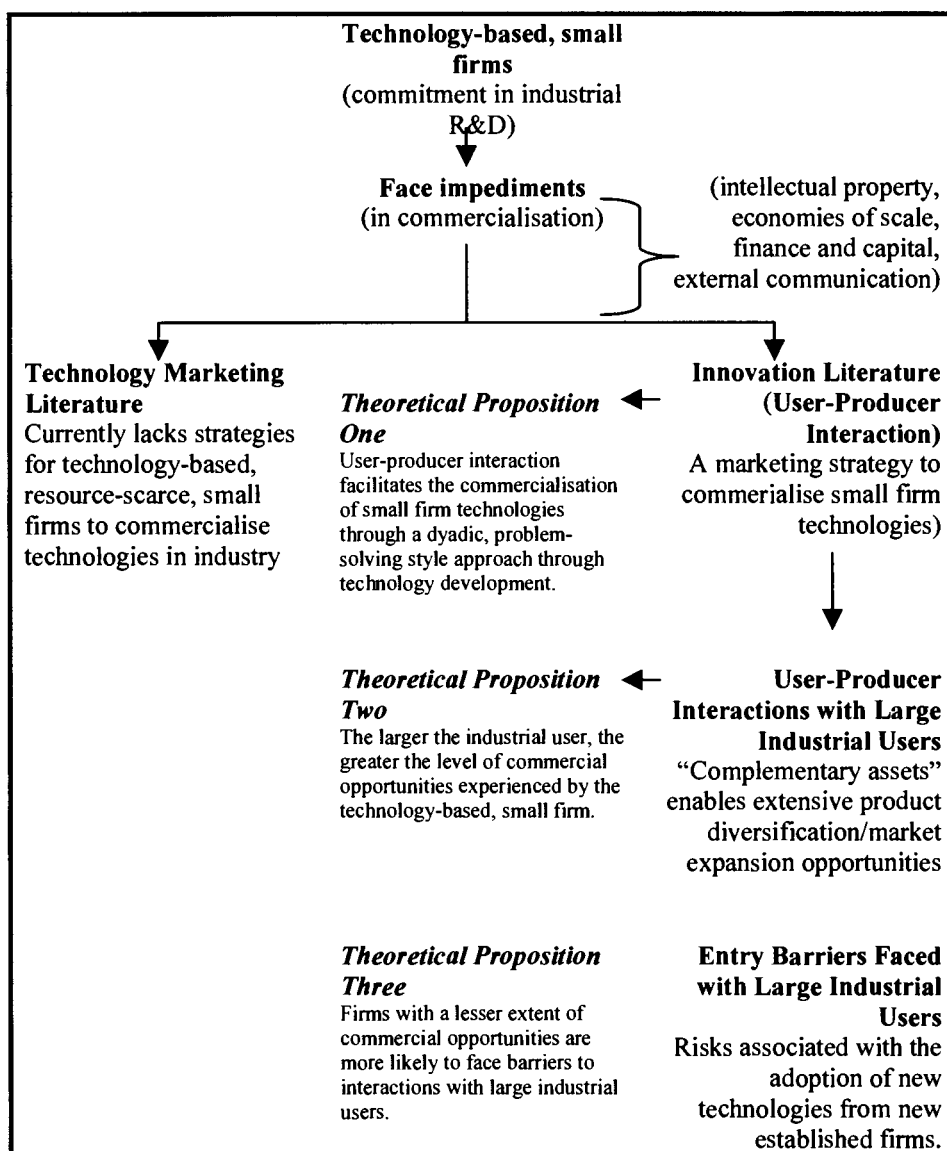 Technology-based, small
firms
(commitment in industrial
R&D)
Face impediments
(in commercialisation)
(intellectual property,
economies of scale,
finance and capital,
external communication)
Technology Marketing
Literature
Currently lacks strategies
for technology-based,
resource-scarce, small
firms to commercialise
technologies in industry
Theoretical Proposition
One
User-producer interaction
facilitates the commercialisation
of small firm technologies
through a dyadic, problem-
solving style approach through
technology development.
Innovation Literature
(User-Producer
Interaction)
A marketing strategy to
commerialise small firm
technologies)
Theoretical Proposition
Two
The larger the industrial user, the
greater the level of commercial
opportunities experienced by the
technology-based, small firm.
User-Producer
Interactions with Large
Industrial Users
“Complementary assets”
enables extensive product
diversification/market
expansion opportunities
Theoretical Proposition
Three
Firms with a lesser extent of
commercial opportunities are
more likely to face barriers to
interactions with large industrial
users.
Entry Barriers Faced
with Large Industrial
Users
Risks associated with the
adoption of new
technologies from new
established firms.